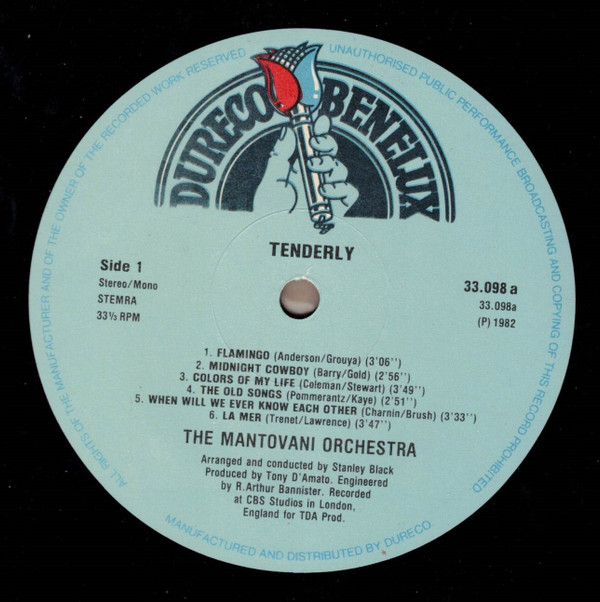 ALL RIGHTS OF THE MANUFACTURER AND OF THE OWNER OF THE RECORDED WORK RESERVED
UNAUTHORISED PUBLIC PERFORMANCE BROADCASTING AND COPYING OF THIS RECORD PROHIBITED
DURECO BENELUX
TENDERLY
Side 1
Stereo/Mono
STEMRA
33⅓ RPM
33.098 a
33.098a
(P) 1982
1. FLAMINGO (Anderson/Grouya) (3'06'')
2. MIDNIGHT COWBOY (Barry/Gold) (2'56'')
3. COLORS OF MY LIFE (Coleman/Stewart) (3'49'')
4. THE OLD SONGS (Pommerantz/Kaye) (2'51'')
5. WHEN WILL WE EVER KNOW EACH OTHER (Charnin/Brush) (3'33'')
6. LA MER (Trenet/Lawrence) (3'47'')
THE MANTOVANI ORCHESTRA
Arranged and conducted by Stanley Black
Produced by Tony D'Amato. Engineered
by R.Arthur Bannister. Recorded
at CBS Studios in London,
England for TDA Prod.
MANUFACTURED AND DISTRIBUTED BY DURECO